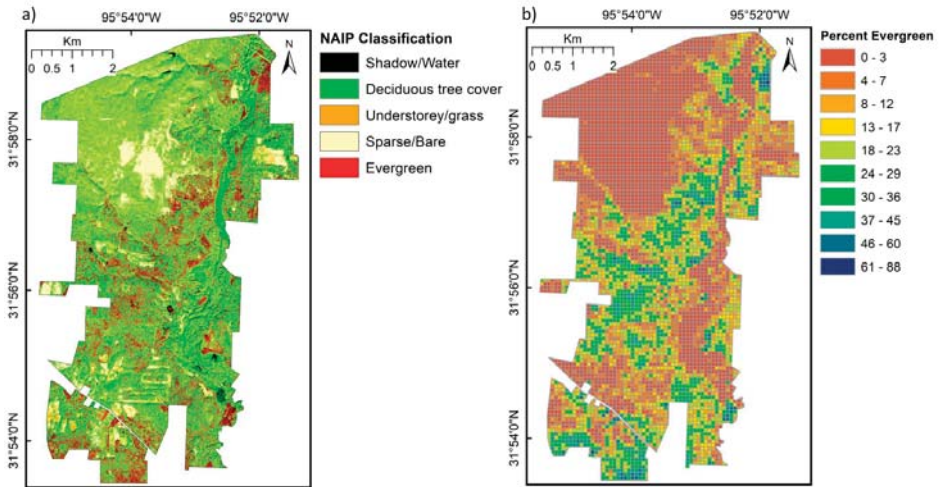 a)
95°54'0"W
95°52'0"W
Km
0 0.5 1 2
N
31°58'0"N
31°56'0"N
31°54'0"N
NAIP Classification
Shadow/Water
Deciduous tree cover
Understorey/grass
Sparse/Bare
Evergreen
b)
95°54'0"W
95°52'0"W
Km
0 0.5 1 2
N
31°58'0"N
31°56'0"N
31°54'0"N
Percent Evergreen
0 - 3
4 - 7
8 - 12
13 - 17
18 - 23
24 - 29
30 - 36
37 - 45
46 - 60
61 - 88